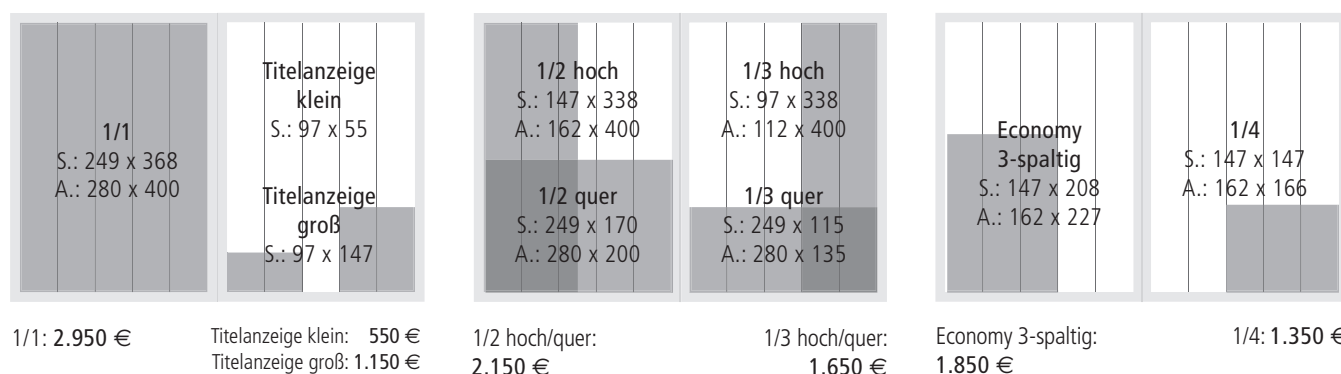 1/1
S.: 249 x 368
A.: 280 x 400
Titelanzeige
klein
S.: 97 x 55
Titelanzeige
groß
S.: 97 x 147
1/2 hoch
S.: 147 x 338
A.: 162 x 400
1/2 quer
S.: 249 x 170
A.: 280 x 200
1/3 hoch
S.: 97 x 338
A.: 112 x 400
1/3 quer
S.: 249 x 115
A.: 280 x 135
Economy
3-spaltig
S.: 147 x 208
A.: 162 x 227
1/4
S.: 147 x 147
A.: 162 x 166
1/1: 2.950 €
Titelanzeige klein: 550 €
Titelanzeige groß: 1.150 €
1/2 hoch/quer:
2.150 €
1/3 hoch/quer:
1.650 €
Economy 3-spaltig:
1.850 €
1/4: 1.350 €